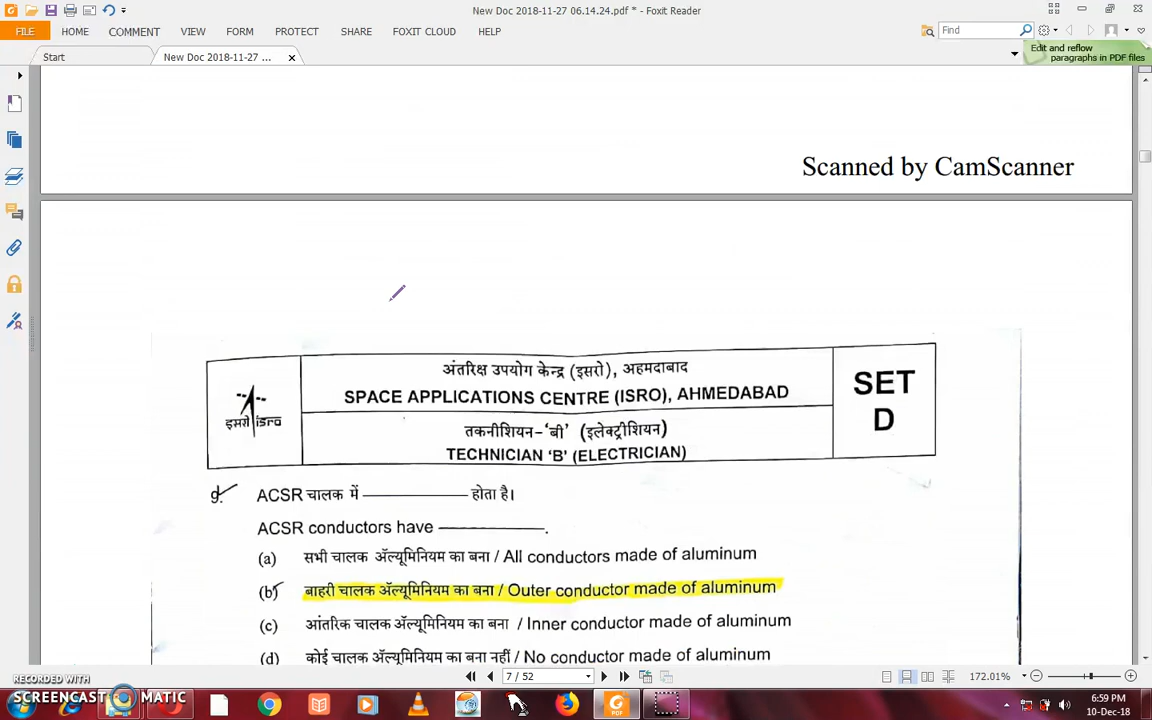 New Doc 2018-11-27 06.14.24.pdf * - Foxit Reader
FILE HOME COMMENT VIEW FORM PROTECT SHARE FOXIT CLOUD HELP
Find
Edit and reflow
paragraphs in PDF files
Start
New Doc 2018-11-27 ...
Scanned by CamScanner
अंतरिक्ष उपयोग केन्द्र (इसरो), अहमदाबाद
SPACE APPLICATIONS CENTRE (ISRO), AHMEDABAD
तकनीशियन-'बी' (इलेक्ट्रीशियन)
TECHNICIAN 'B' (ELECTRICIAN)
इसरो isro
SET
D
9. ACSR चालक में ———— होता है।
ACSR conductors have ————.
(a) सभी चालक ॲल्यूमिनियम का बना / All conductors made of aluminum
(b) बाहरी चालक ॲल्यूमिनियम का बना / Outer conductor made of aluminum
(c) आंतरिक चालक ॲल्यूमिनियम का बना / Inner conductor made of aluminum
(d) कोई चालक ॲल्यूमिनियम का बना नहीं / No conductor made of aluminum
7 / 52
172.01%
RECORDED WITH
SCREENCAST MATIC
6:59 PM
10-Dec-18